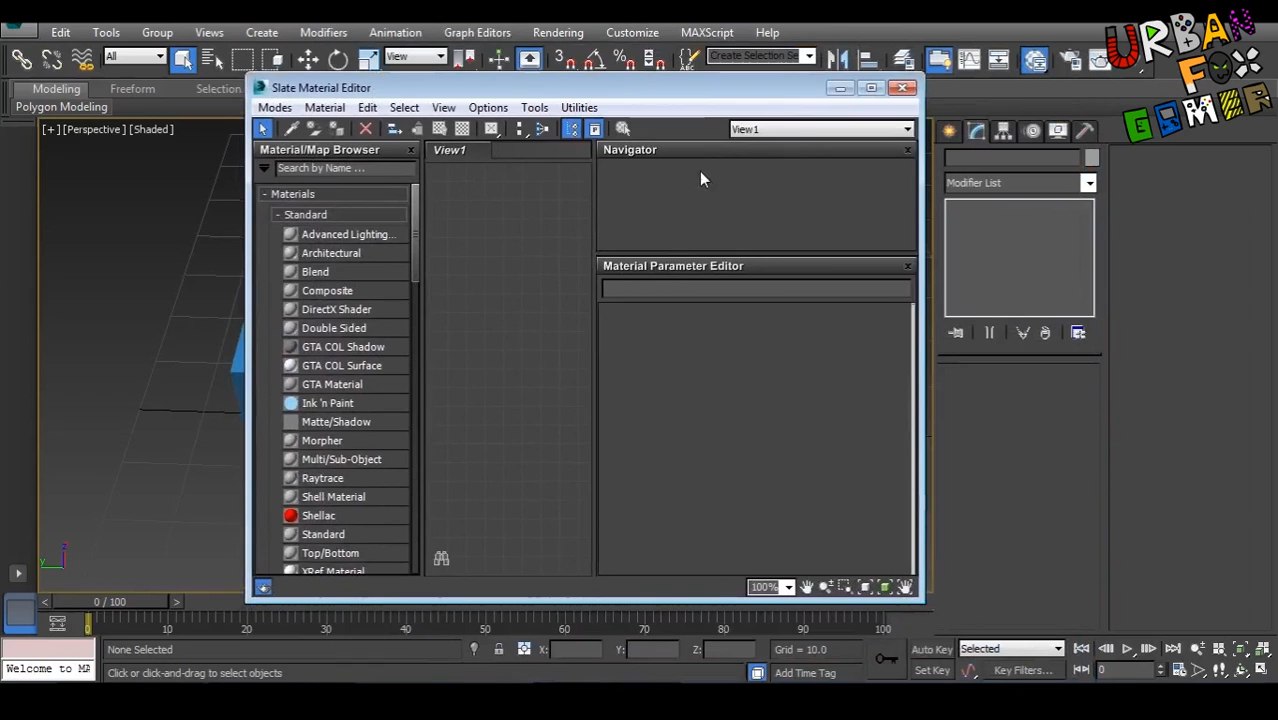 Edit Tools Group Views Create Modifiers Animation Graph Editors Rendering Customize MAXScript Help
URBAN
FOX
GEMER
All
View
Create Selection Se
Modeling Freeform Selection
Polygon Modeling
[+] [Perspective] [Shaded]
Slate Material Editor
Modes Material Edit Select View Options Tools Utilities
View1
Material/Map Browser
View1
Navigator
Search by Name ...
- Materials
- Standard
Advanced Lighting...
Architectural
Blend
Composite
DirectX Shader
Double Sided
GTA COL Shadow
GTA COL Surface
GTA Material
Ink 'n Paint
Matte/Shadow
Morpher
Multi/Sub-Object
Raytrace
Shell Material
Shellac
Standard
Top/Bottom
XRef Material
Material Parameter Editor
100%
Modifier List
z
y
< 0 / 100 >
0 10 20 30 40 50 60 70 80 90 100
None Selected
X: Y: Z:
Grid = 10.0
Auto Key
Selected
Welcome to MA
Click or click-and-drag to select objects
Add Time Tag
Set Key
Key Filters...
0